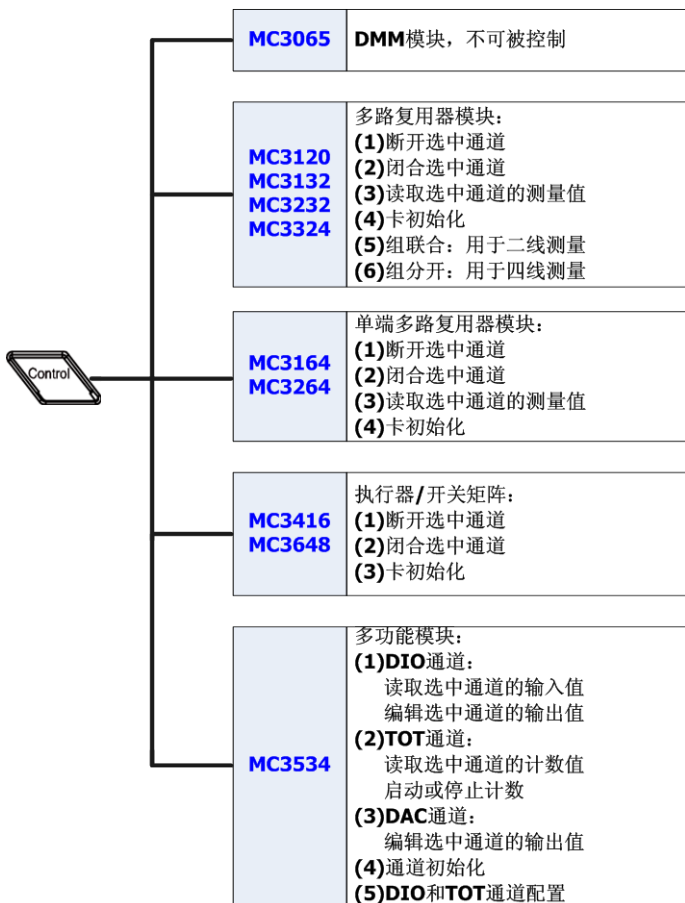 Control
MC3065
DMM模块，不可被控制
MC3120
MC3132
MC3232
MC3324
多路复用器模块：
(1)断开选中通道
(2)闭合选中通道
(3)读取选中通道的测量值
(4)卡初始化
(5)组联合：用于二线测量
(6)组分开：用于四线测量
MC3164
MC3264
单端多路复用器模块：
(1)断开选中通道
(2)闭合选中通道
(3)读取选中通道的测量值
(4)卡初始化
MC3416
MC3648
执行器/开关矩阵：
(1)断开选中通道
(2)闭合选中通道
(3)卡初始化
MC3534
多功能模块：
(1)DIO通道：
读取选中通道的输入值
编辑选中通道的输出值
(2)TOT通道：
读取选中通道的计数值
启动或停止计数
(3)DAC通道：
编辑选中通道的输出值
(4)通道初始化
(5)DIO和TOT通道配置